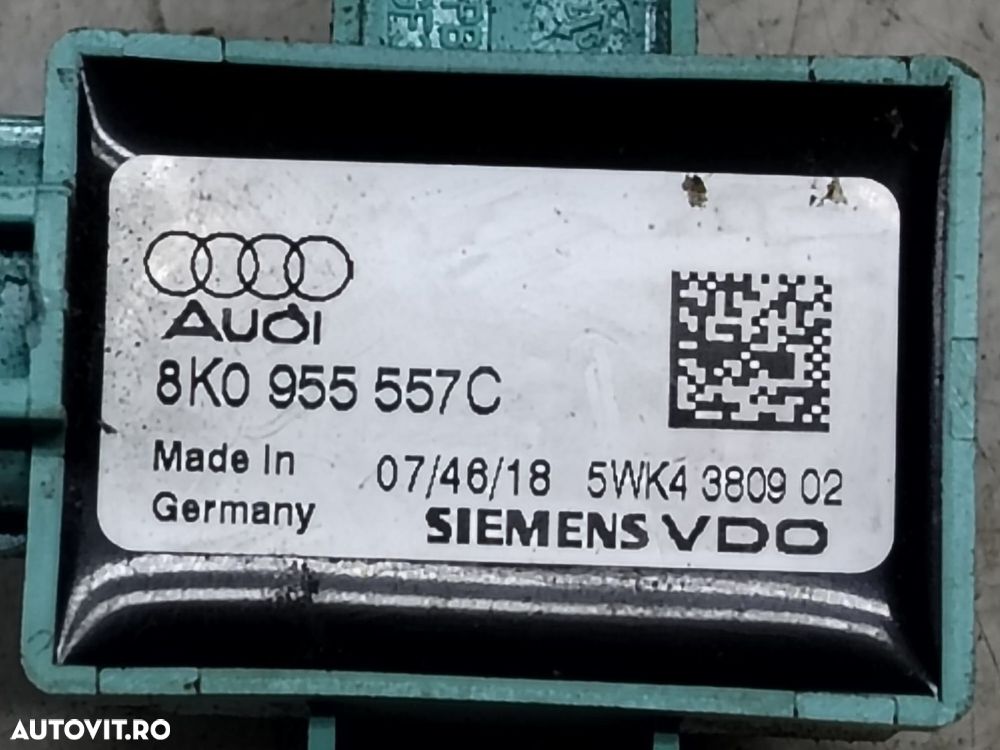 AUDI
8K0 955 557C
Made In
Germany
07/46/18 5WK4 3809 02
SIEMENS VDO
AUTOVIT.RO